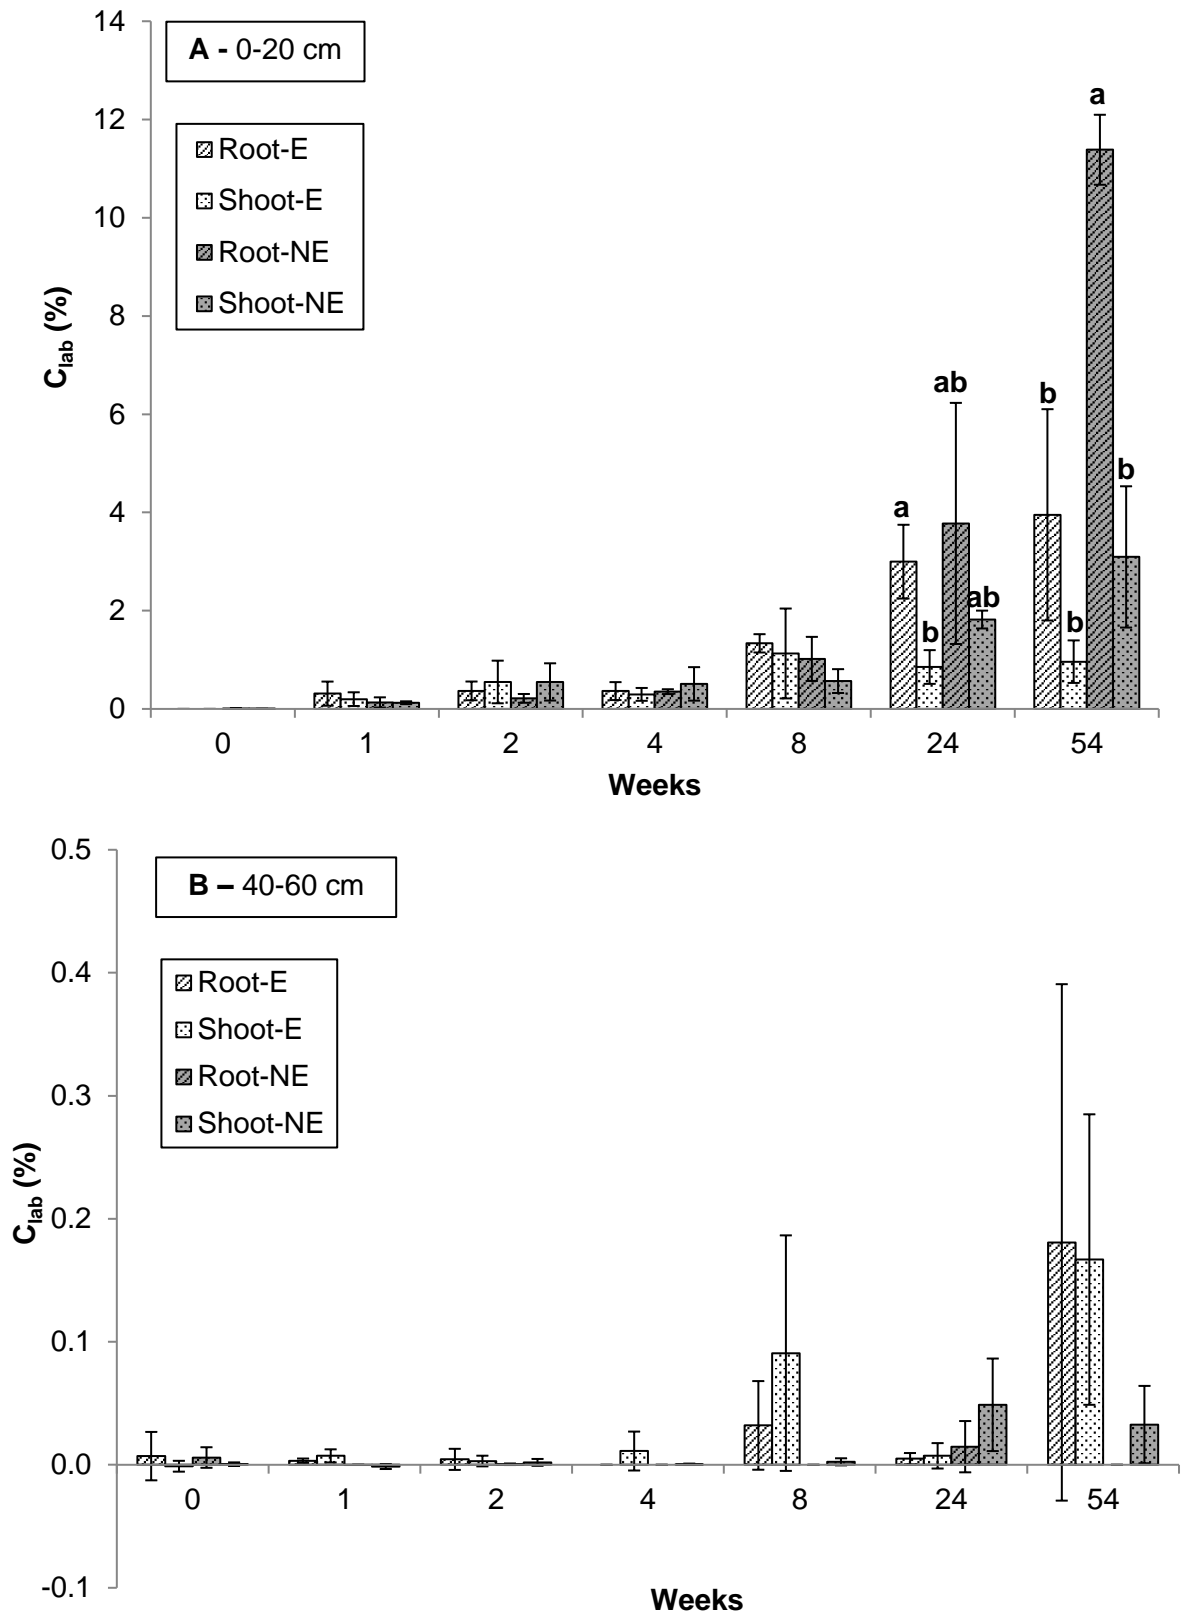 A - 0-20 cm
14
12
10
8
6
4
2
0
C_lab (%)
Root-E
Shoot-E
Root-NE
Shoot-NE
a
b
ab
ab
b
b
a
b
0 1 2 4 8 24 54
Weeks
B – 40-60 cm
0.5
0.4
0.3
0.2
0.1
0.0
-0.1
C_lab (%)
Root-E
Shoot-E
Root-NE
Shoot-NE
0 1 2 4 8 24 54
Weeks